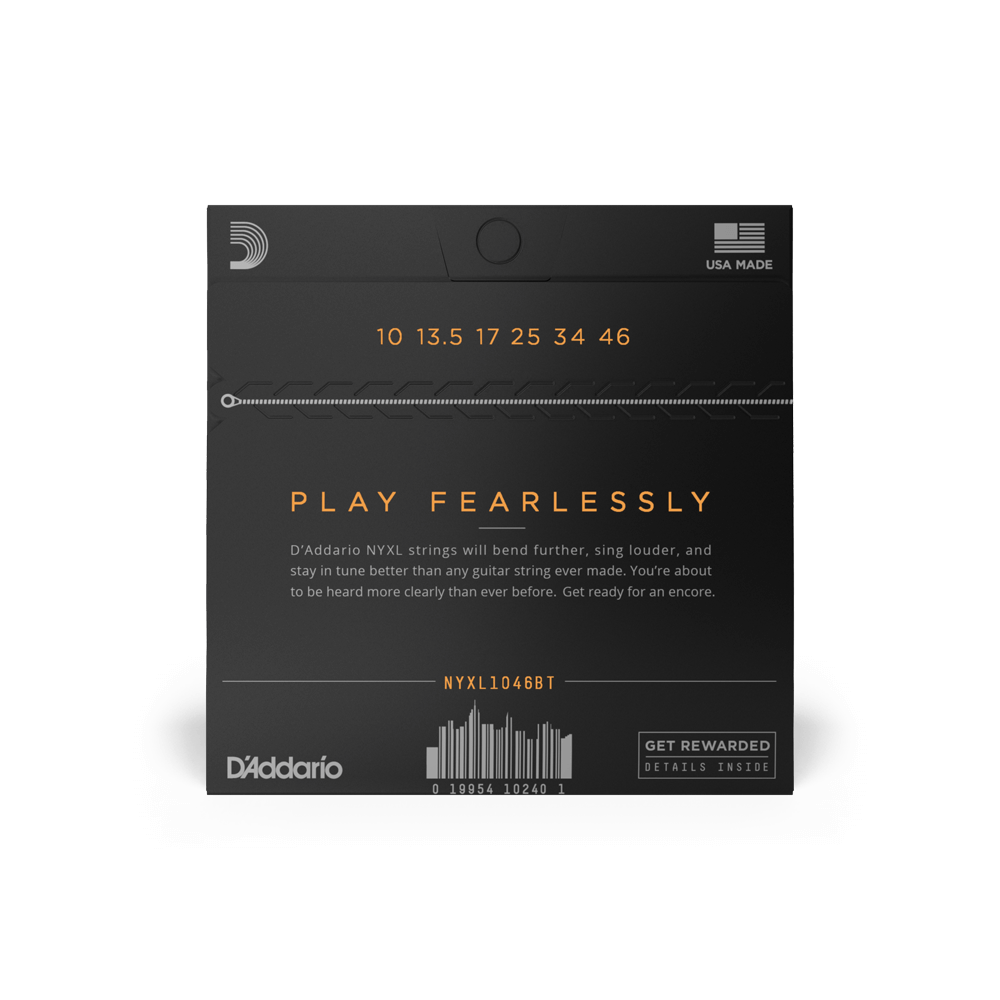 USA MADE
10 13.5 17 25 34 46
PLAY FEARLESSLY
D'Addario NYXL strings will bend further, sing louder, and
stay in tune better than any guitar string ever made. You're about
to be heard more clearly than ever before. Get ready for an encore.
NYXL1046BT
D'Addario
0 19954 10240 1
GET REWARDED
DETAILS INSIDE